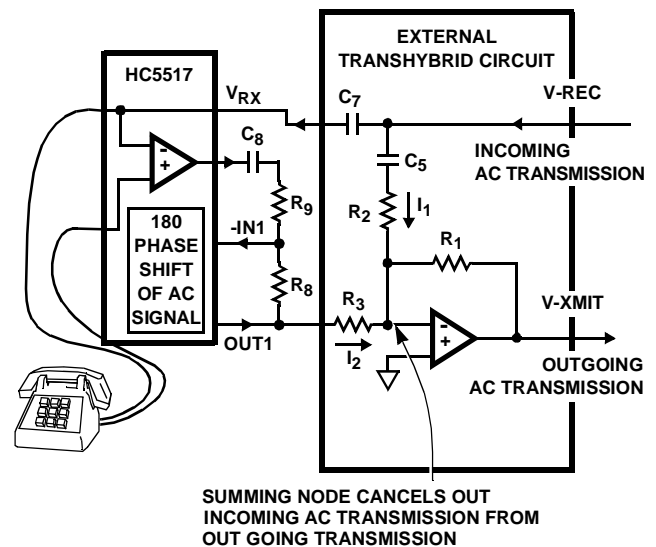 EXTERNAL
TRANSHYBRID CIRCUIT
HC5517
VRX
C7
V-REC
C8
C5
INCOMING
AC TRANSMISSION
-
+
R9
R2
I1
180
PHASE
SHIFT
OF AC
SIGNAL
-IN1
R1
R8
R3
-
+
V-XMIT
OUT1
I2
OUTGOING
AC TRANSMISSION
SUMMING NODE CANCELS OUT
INCOMING AC TRANSMISSION FROM
OUT GOING TRANSMISSION